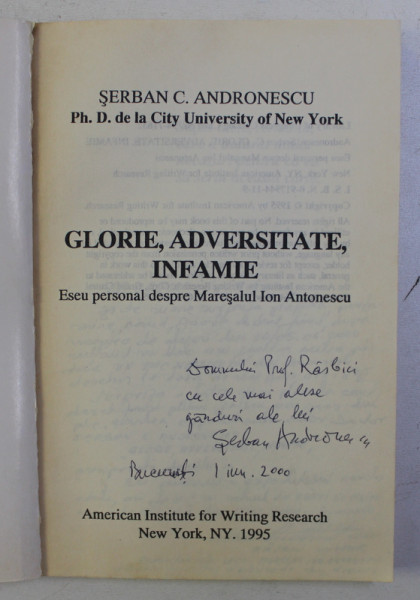 ŞERBAN C. ANDRONESCU
Ph. D. de la City University of New York
GLORIE, ADVERSITATE,
INFAMIE
Eseu personal despre Mareşalul Ion Antonescu
Domnului Prof.
cu cele mai alese
gânduri ale lui
Şerban Andronescu
Bucureşti 1 iun. 2000
American Institute for Writing Research
New York, NY. 1995